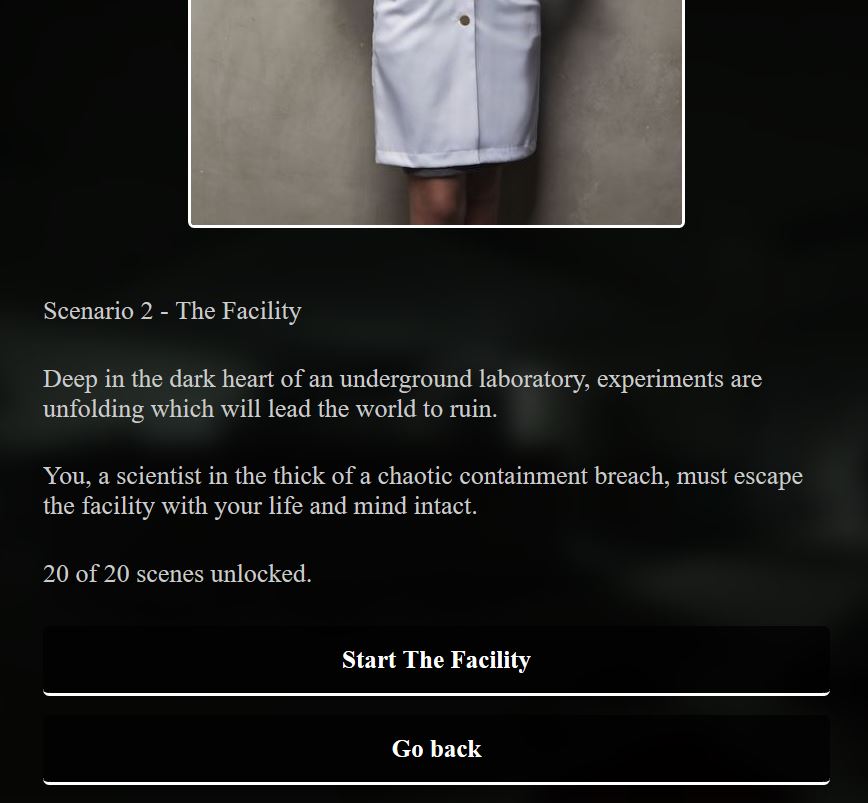 Scenario 2 - The Facility
Deep in the dark heart of an underground laboratory, experiments are
unfolding which will lead the world to ruin.
You, a scientist in the thick of a chaotic containment breach, must escape
the facility with your life and mind intact.
20 of 20 scenes unlocked.
Start The Facility
Go back